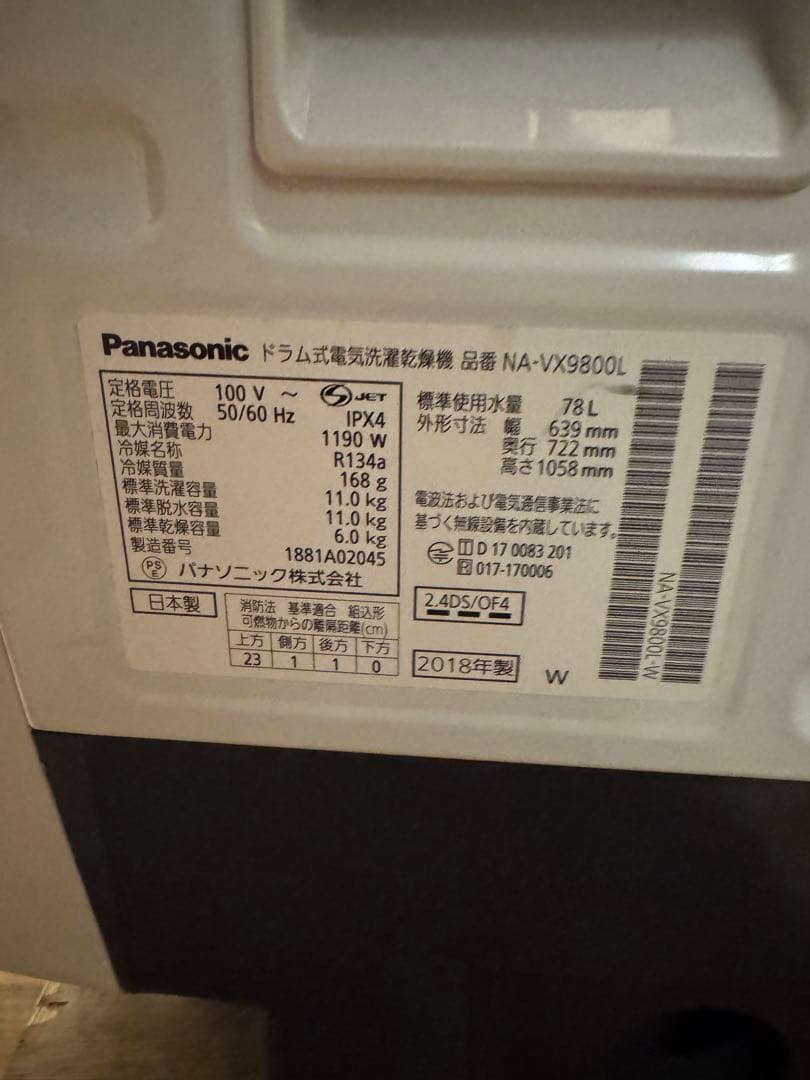 Panasonic ドラム式電気洗濯乾燥機 品番 NA-VX9800L
定格電圧 100 V ～ S JET
定格周波数 50/60 Hz IPX4
最大消費電力 1190 W
冷媒名称 R134a
冷媒質量 168 g
標準洗濯容量 11.0 kg
標準脱水容量 11.0 kg
標準乾燥容量 6.0 kg
製造番号 1881A02045
PS E パナソニック株式会社
標準使用水量 78 L
外形寸法 幅 639 mm
奥行 722 mm
高さ 1058 mm
電波法および電気通信事業法に
基づく無線設備を内蔵しています。
T D 17 0083 201
R 017-170006
日本製
消防法 基準適合 組込形
可燃物からの離隔距離(cm)
上方 側方 後方 下方
23 1 1 0
2.4DS/OF4
2018年製
W
NA-VX9800L-W